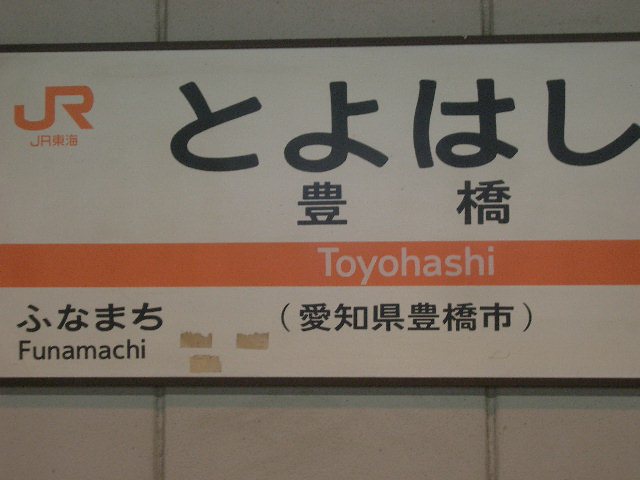 JR
JR東海
とよはし
豊橋
Toyohashi
ふなまち
Funamachi
（愛知県豊橋市）